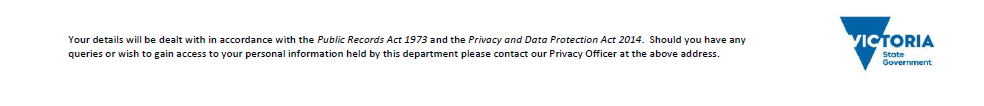 Your details will be dealt with in accordance with the Public Records Act 1973 and the Privacy and Data Protection Act 2014.  Should you have any
queries or wish to gain access to your personal information held by this department please contact our Privacy Officer at the above address.
VICTORIA
State
Government